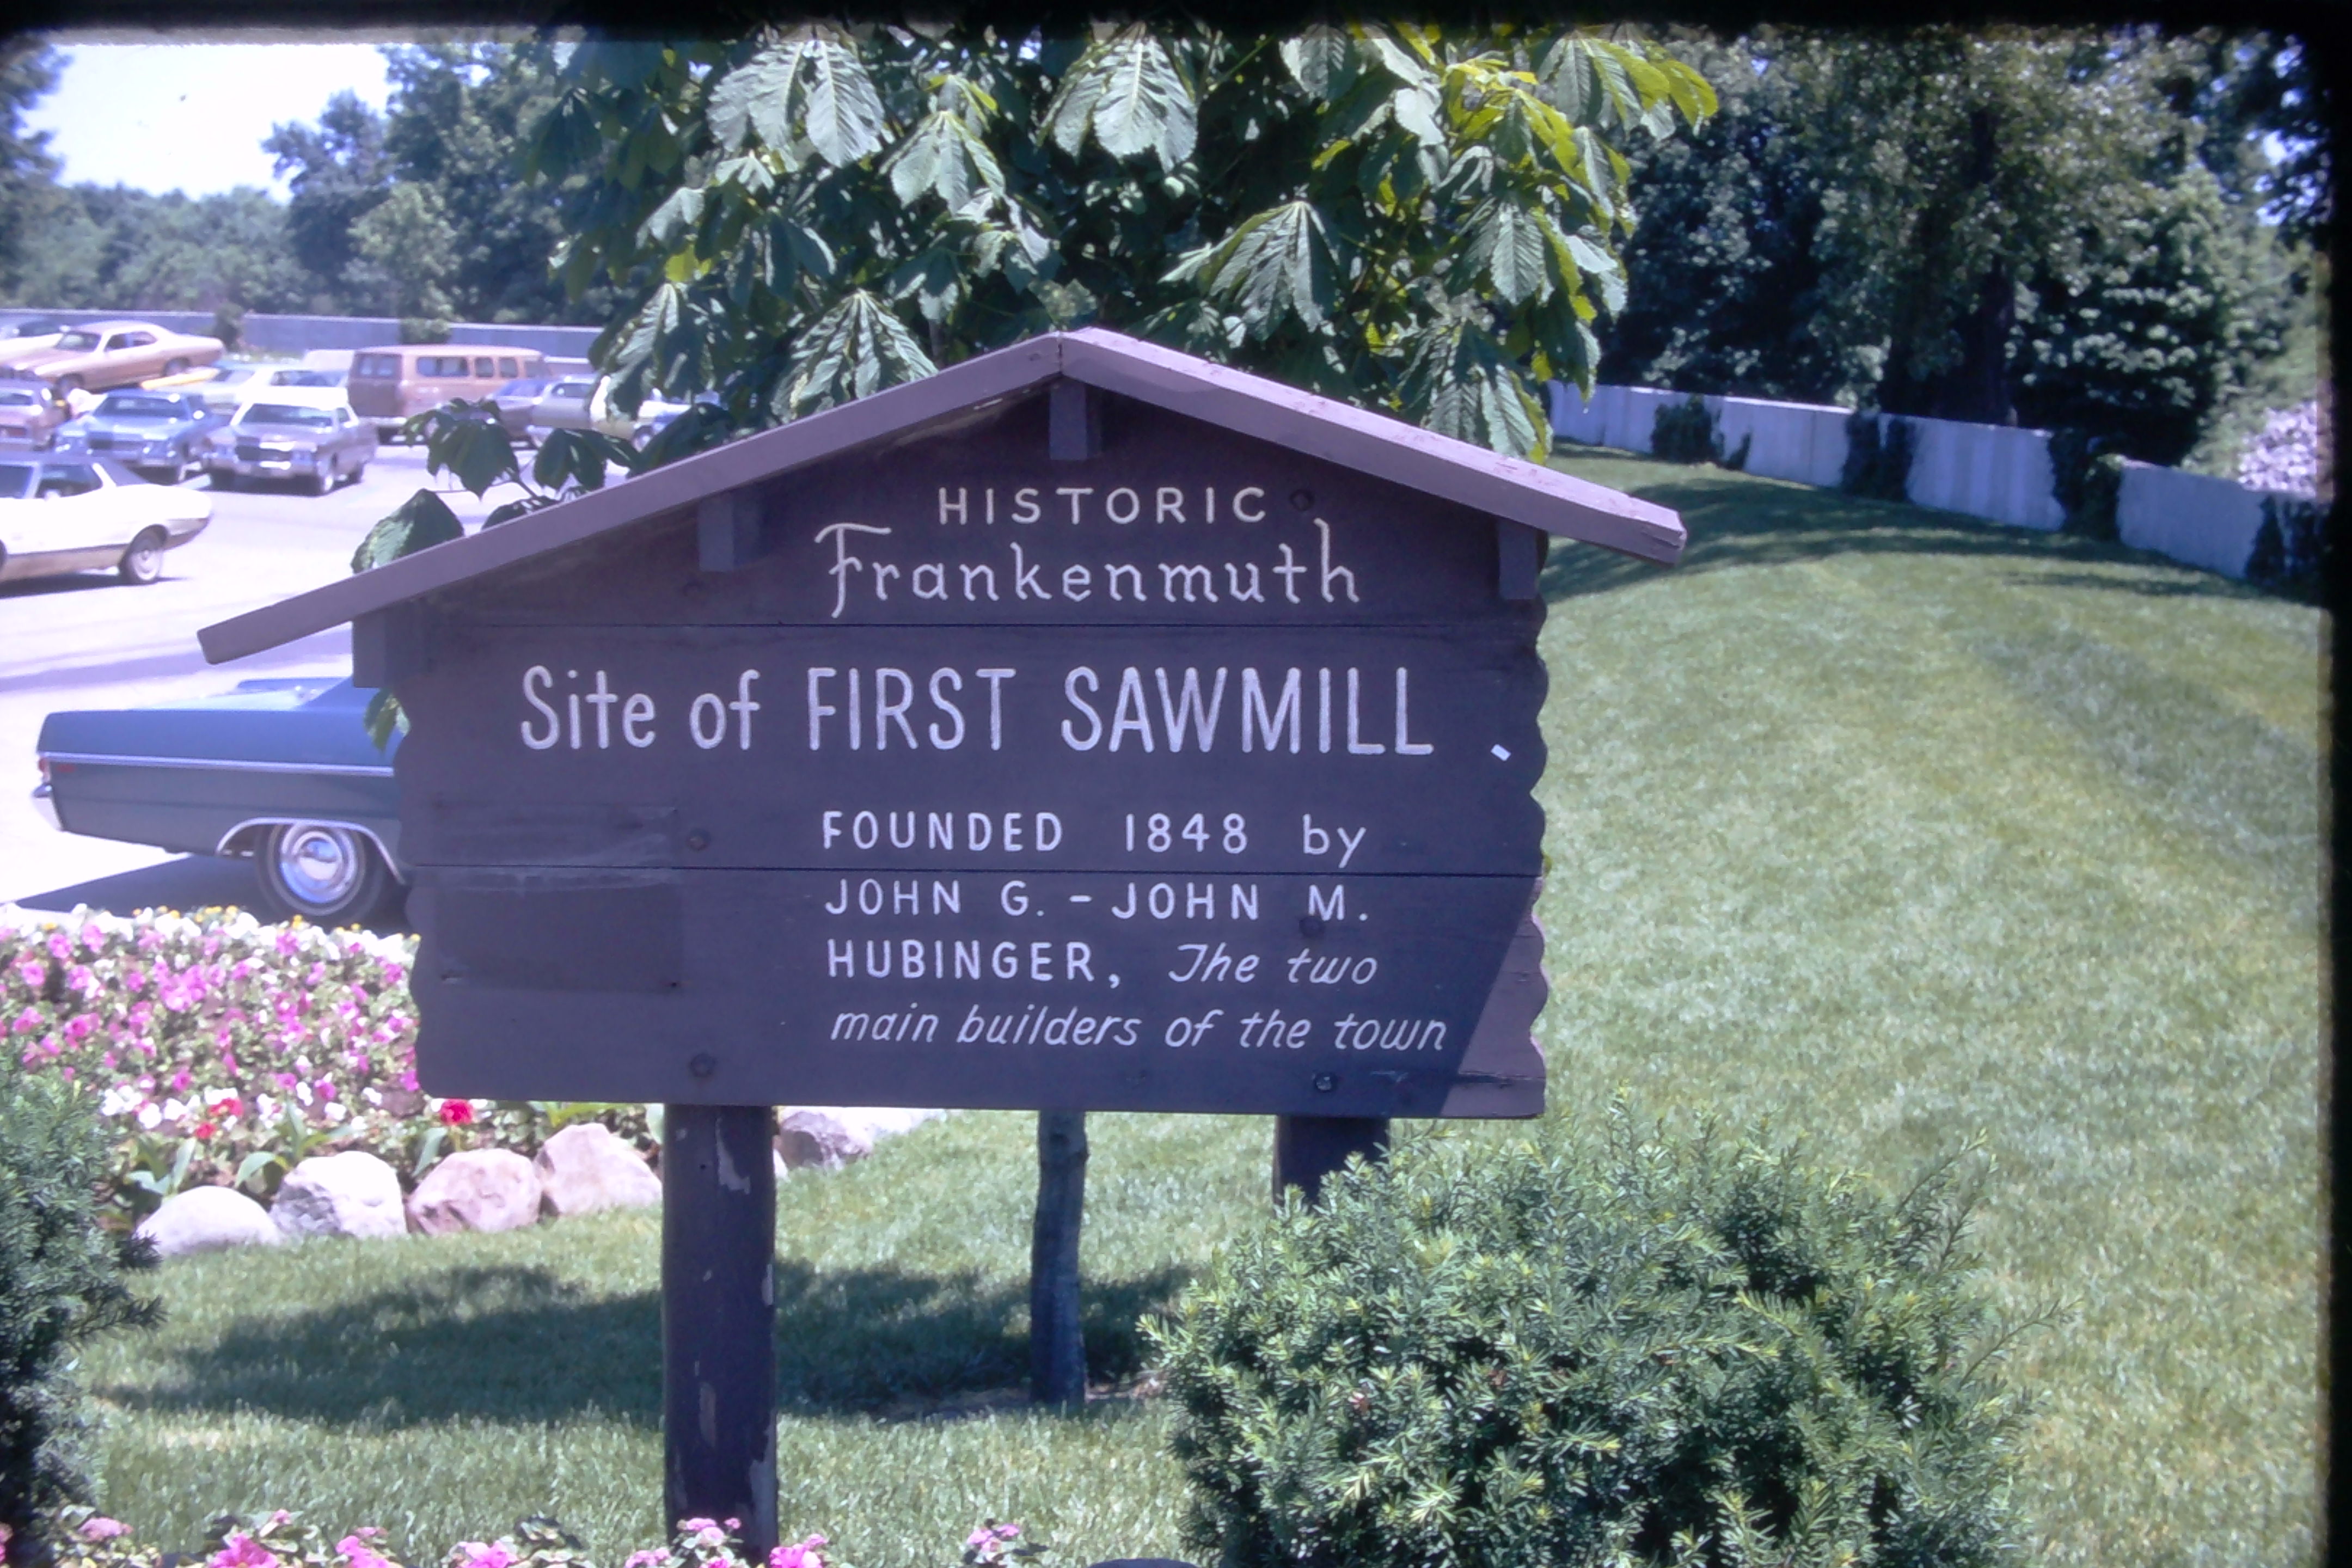 HISTORIC
Frankenmuth
Site of FIRST SAWMILL
FOUNDED 1848 by
JOHN G. - JOHN M.
HUBINGER, The two
main builders of the town